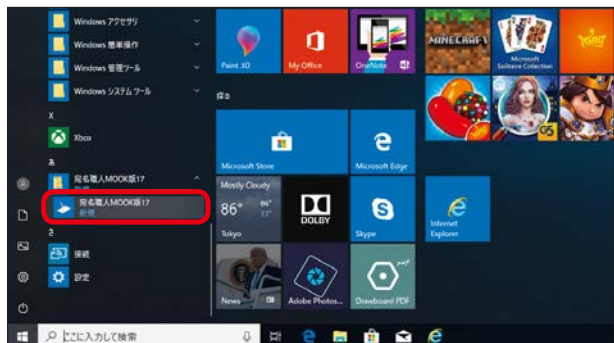 Windows アクセサリ
Windows 簡単操作
Windows 管理ツール
Windows システム ツール
X
Xbox
あ
宛名職人MOOK版17
新規
宛名職人MOOK版17
新規
さ
接続
設定
ここに入力して検索
Paint 3D
My Office
OneNote
MINECRAFT
Microsoft
Solitaire Collection
King
G5
Microsoft Store
Microsoft Edge
Mostly Cloudy
86°
86°
77°
Tokyo
DOLBY
Skype
Internet
Explorer
News
Adobe Photos...
Drawboard PDF